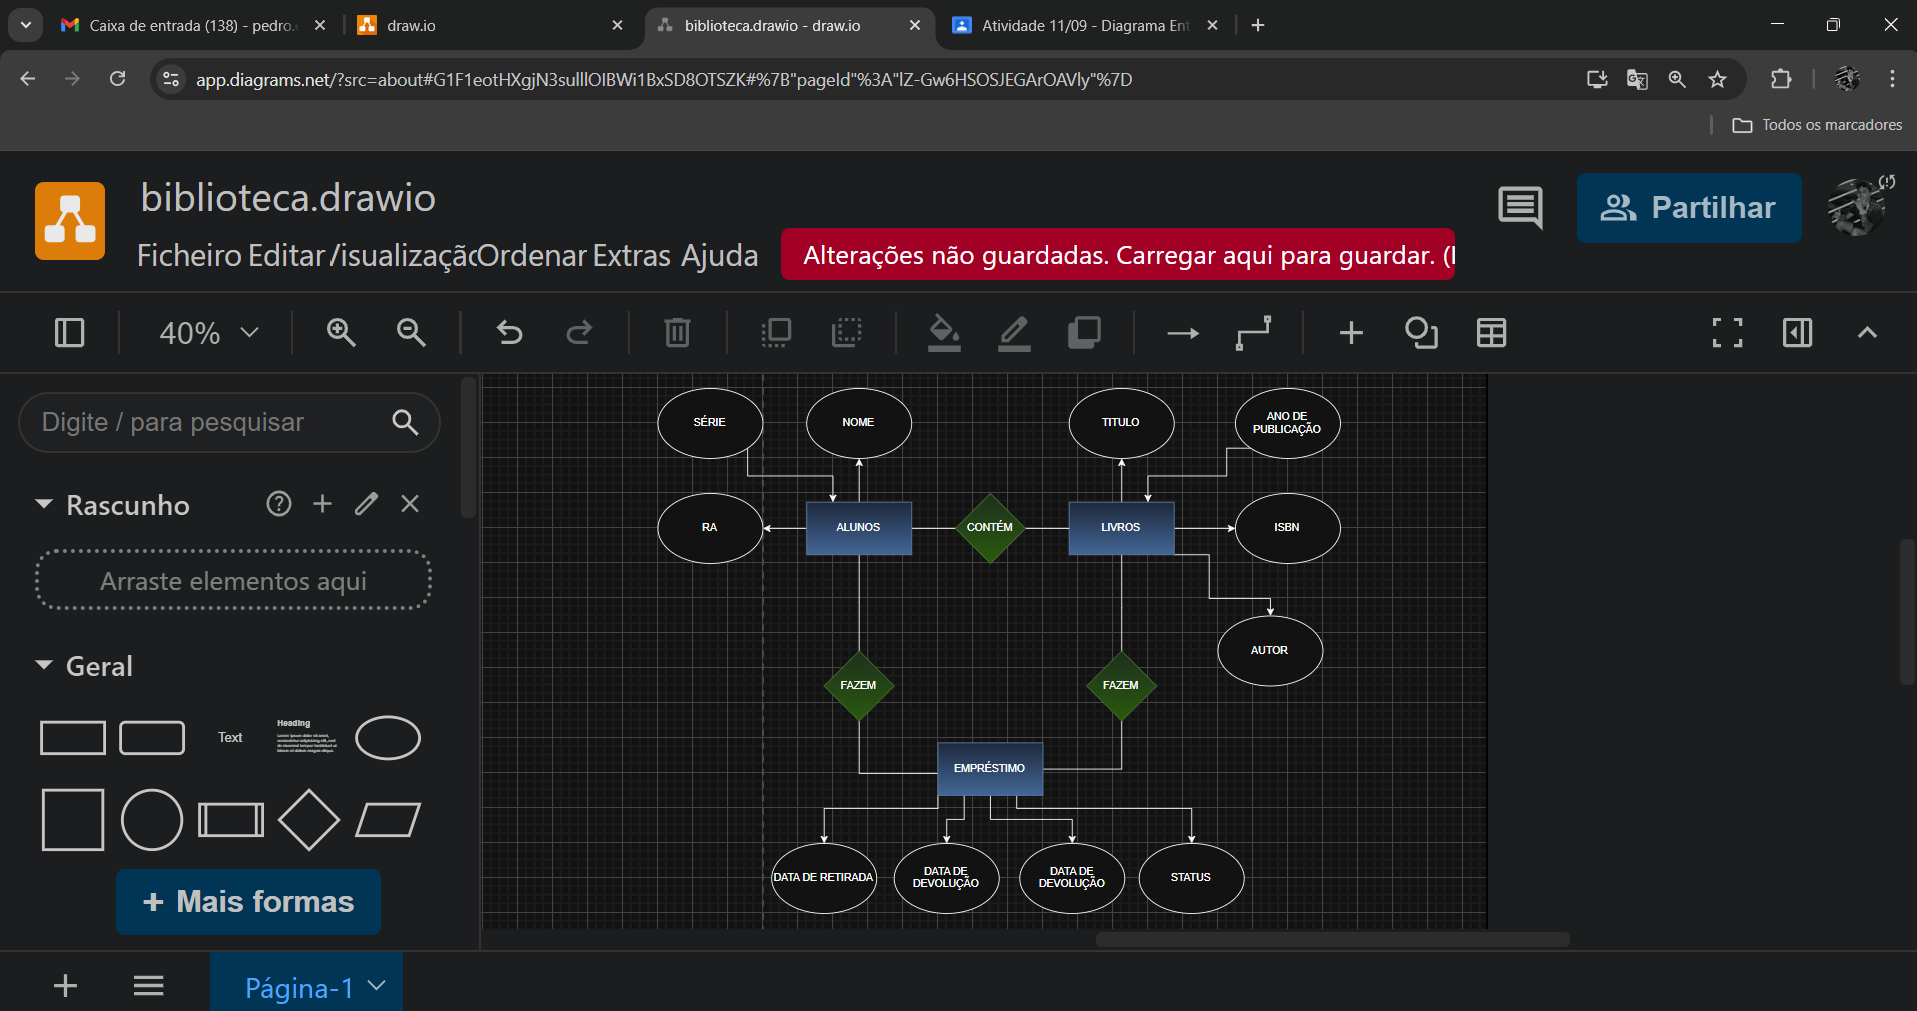 Caixa de entrada (138) - pedro.
draw.io
biblioteca.drawio - draw.io
Atividade 11/09 - Diagrama Ent
app.diagrams.net/?src=about#G1F1eotHXgjN3sulllOIBWi1BxSD8OTSZK#%7B"pageId"%3A"lZ-Gw6HSOSJEGArOAVly"%7D
Todos os marcadores
biblioteca.drawio
Partilhar
Ficheiro Editar /isualização Ordenar Extras Ajuda
Alterações não guardadas. Carregar aqui para guardar. (
40%
Digite / para pesquisar
Rascunho
Arraste elementos aqui
Geral
Text
Heading
Mais formas
SÉRIE
NOME
TITULO
ANO DE
PUBLICAÇÃO
RA
ALUNOS
CONTÉM
LIVROS
ISBN
AUTOR
FAZEM
FAZEM
EMPRÉSTIMO
DATA DE RETIRADA
DATA DE
DEVOLUÇÃO
DATA DE
DEVOLUÇÃO
STATUS
Página-1